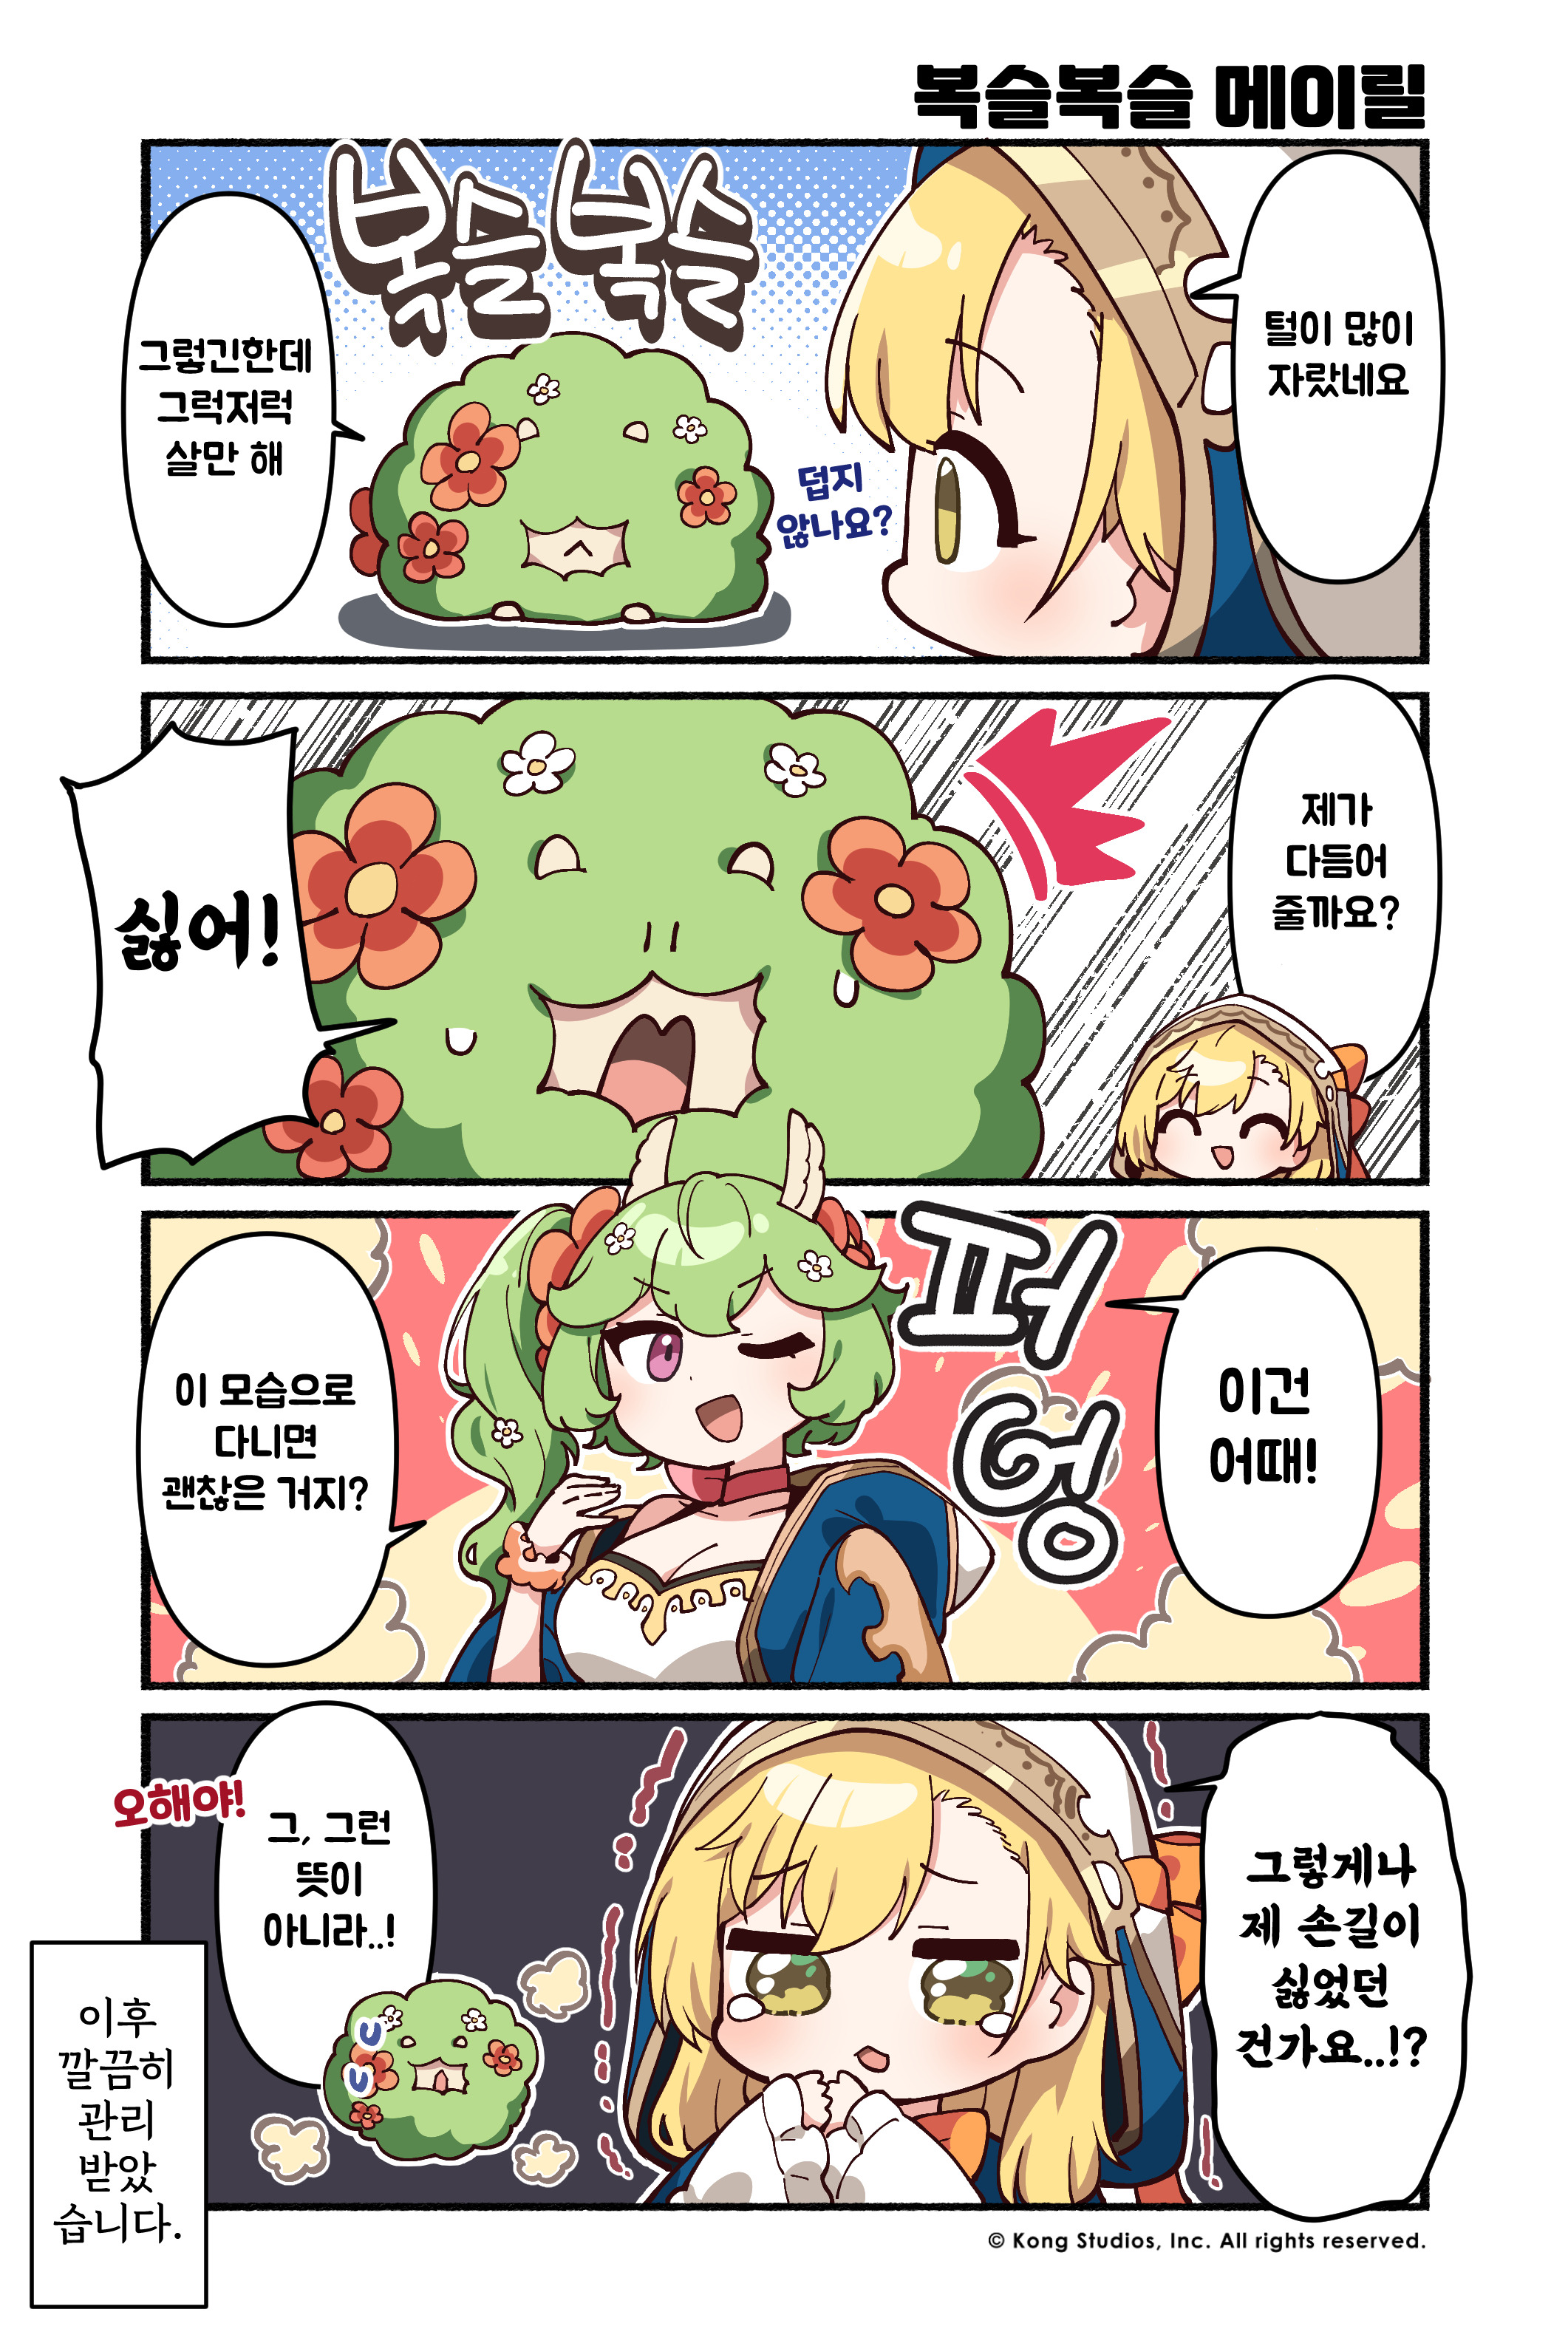 복슬복슬 메이릴
복슬복슬
털이 많이
자랐네요
덥지
않나요?
그렇긴한데
그럭저럭
살만 해
제가
다듬어
줄까요?
싫어!
퍼엉
이건
어때!
이 모습으로
다니면
괜찮은 거지?
그렇게나
제 손길이
싫었던
건가요..!?
오해야!
그, 그런
뜻이
아니라..!
이후
깔끔히
관리
받았
습니다.
© Kong Studios, Inc. All rights reserved.